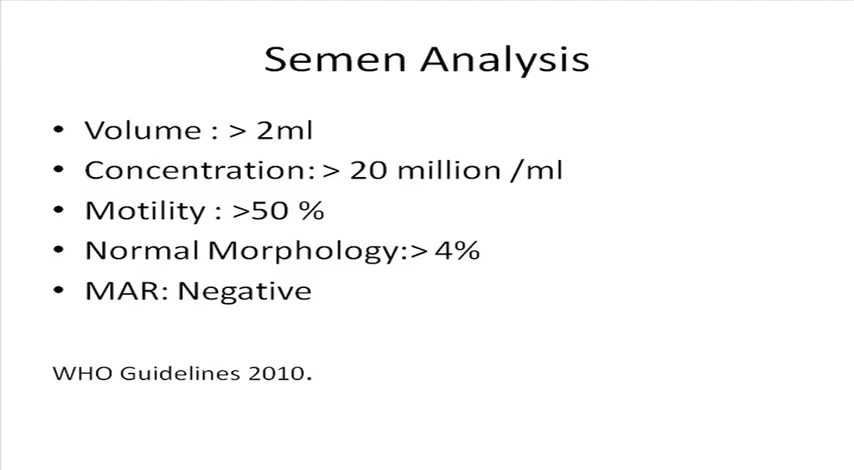 Semen Analysis
• Volume : > 2ml
• Concentration: > 20 million /ml
• Motility : >50 %
• Normal Morphology:> 4%
• MAR: Negative
WHO Guidelines 2010.